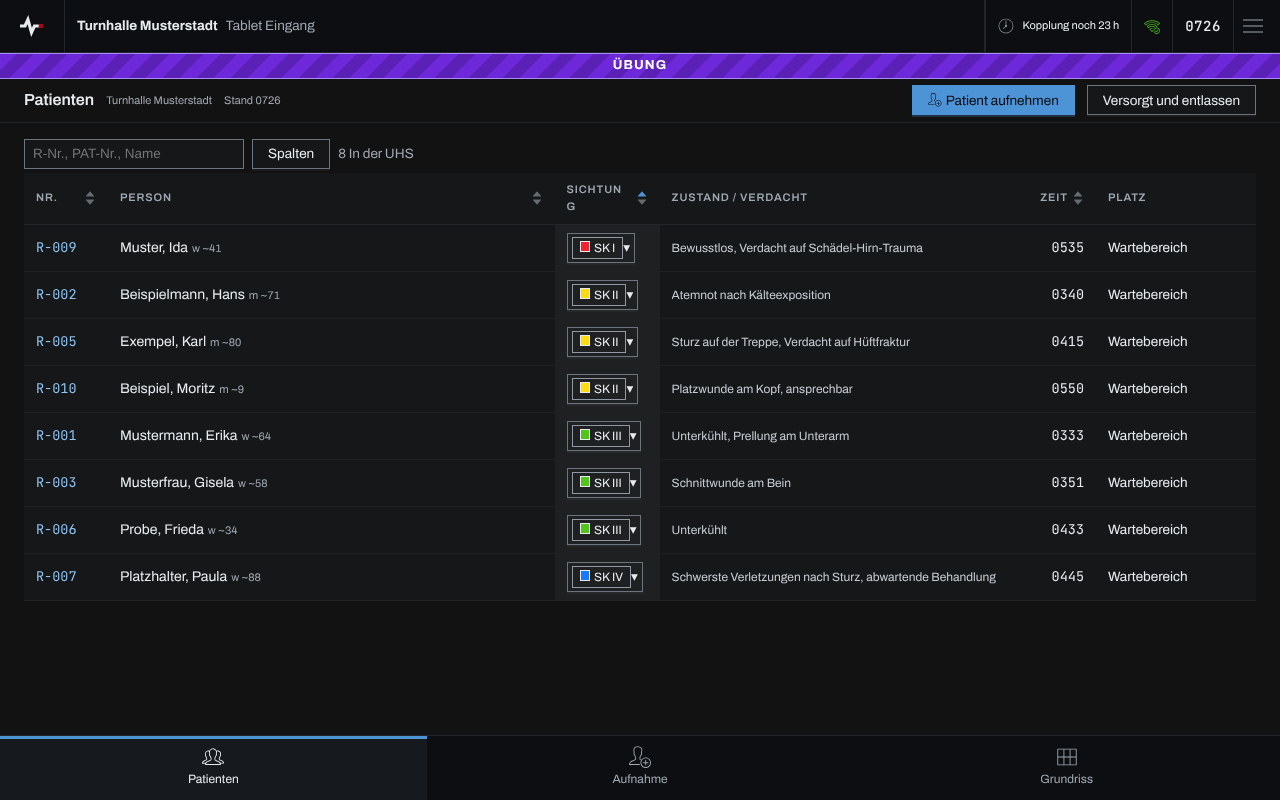 Turnhalle Musterstadt Tablet Eingang Kopplung noch 23 h 0726
ÜBUNG
Patienten Turnhalle Musterstadt Stand 0726 Patient aufnehmen Versorgt und entlassen
R-Nr., PAT-Nr., Name Spalten 8 In der UHS
NR. PERSON SICHTUN
G ZUSTAND / VERDACHT ZEIT PLATZ
R-009 Muster, Ida w ~41 SK I Bewusstlos, Verdacht auf Schädel-Hirn-Trauma 0535 Wartebereich
R-002 Beispielmann, Hans m ~71 SK II Atemnot nach Kälteexposition 0340 Wartebereich
R-005 Exempel, Karl m ~80 SK II Sturz auf der Treppe, Verdacht auf Hüftfraktur 0415 Wartebereich
R-010 Beispiel, Moritz m ~9 SK II Platzwunde am Kopf, ansprechbar 0550 Wartebereich
R-001 Mustermann, Erika w ~64 SK III Unterkühlt, Prellung am Unterarm 0333 Wartebereich
R-003 Musterfrau, Gisela w ~58 SK III Schnittwunde am Bein 0351 Wartebereich
R-006 Probe, Frieda w ~34 SK III Unterkühlt 0433 Wartebereich
R-007 Platzhalter, Paula w ~88 SK IV Schwerste Verletzungen nach Sturz, abwartende Behandlung 0445 Wartebereich
Patienten Aufnahme Grundriss